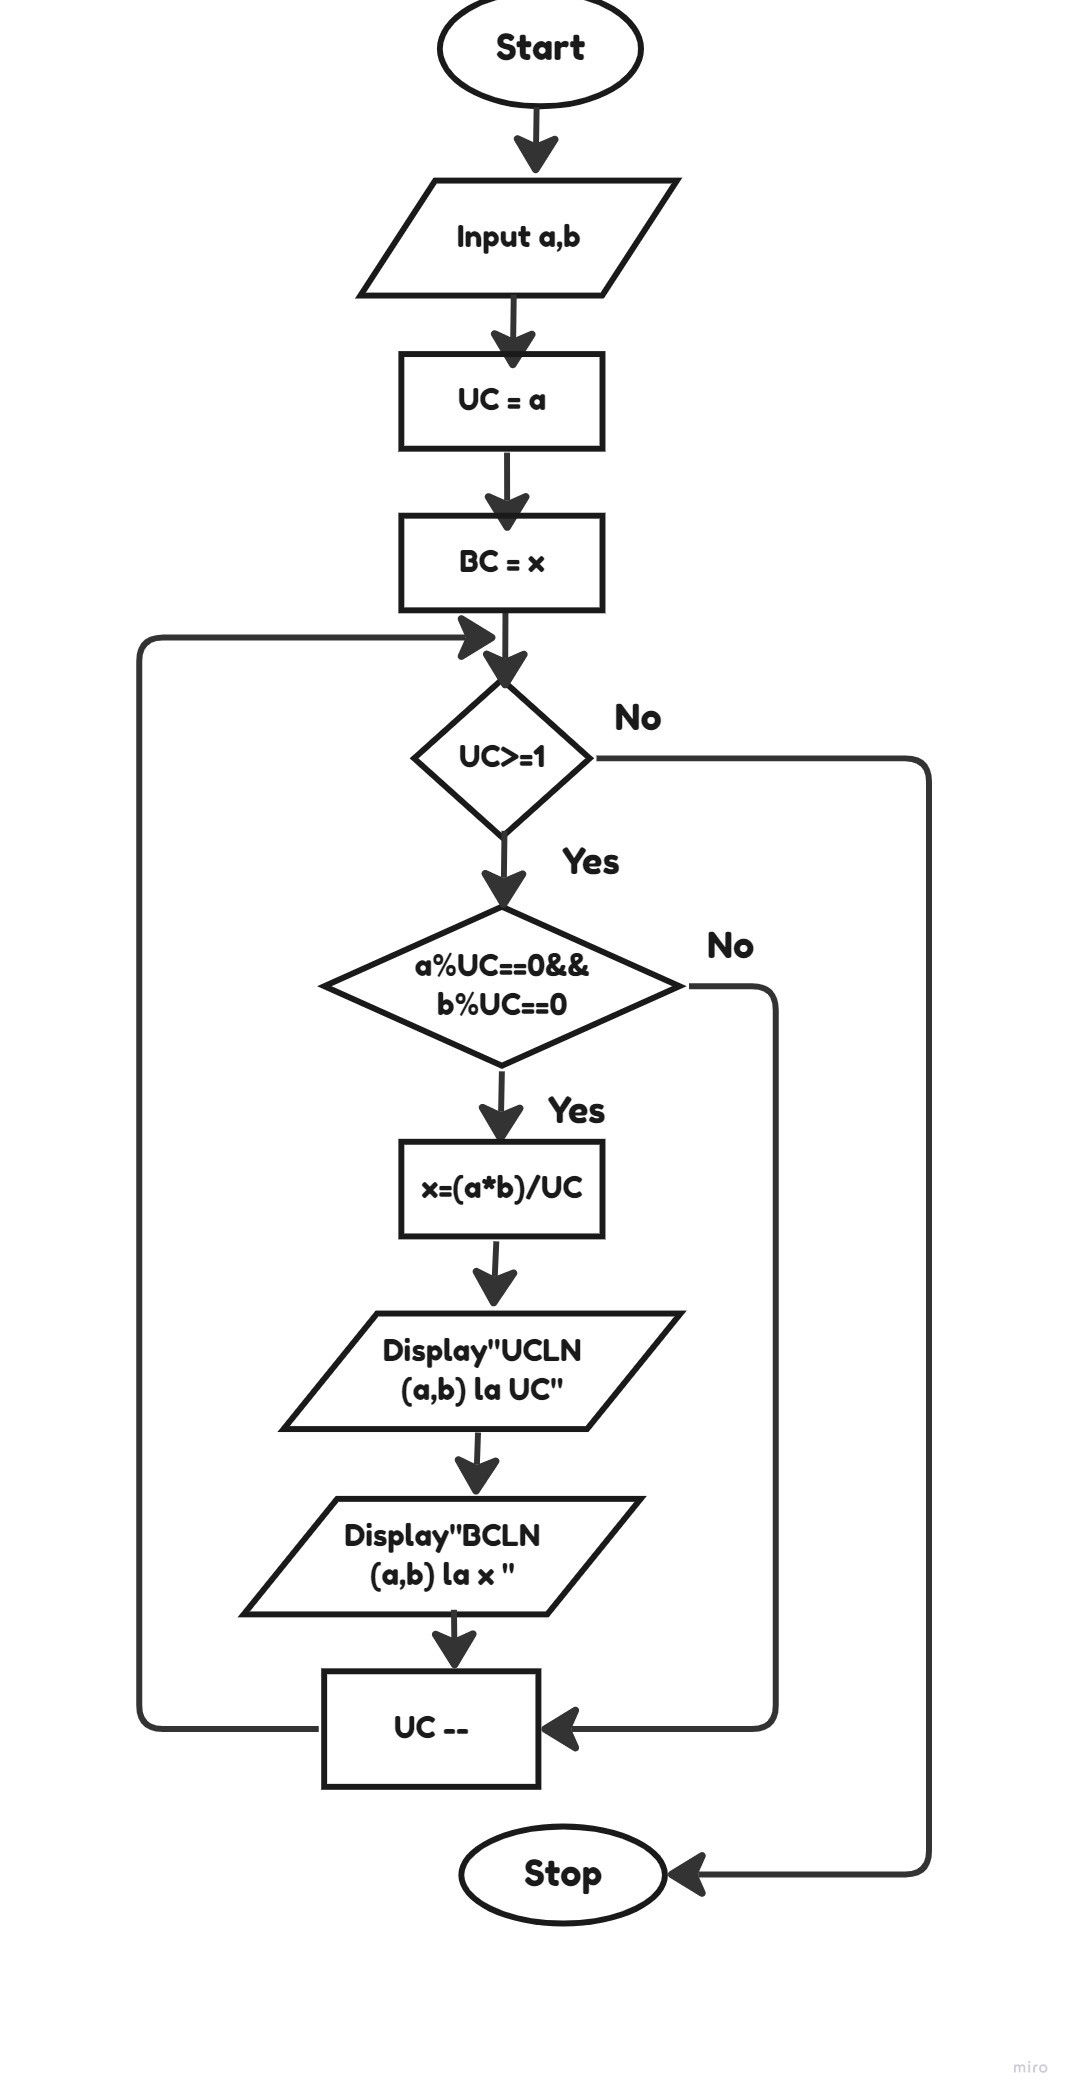 Start
Input a,b
UC = a
BC = x
UC>=1
No
Yes
a%UC==0&&
b%UC==0
No
Yes
x=(a*b)/UC
Display"UCLN
(a,b) la UC"
Display"BCLN
(a,b) la x "
UC --
Stop
miro